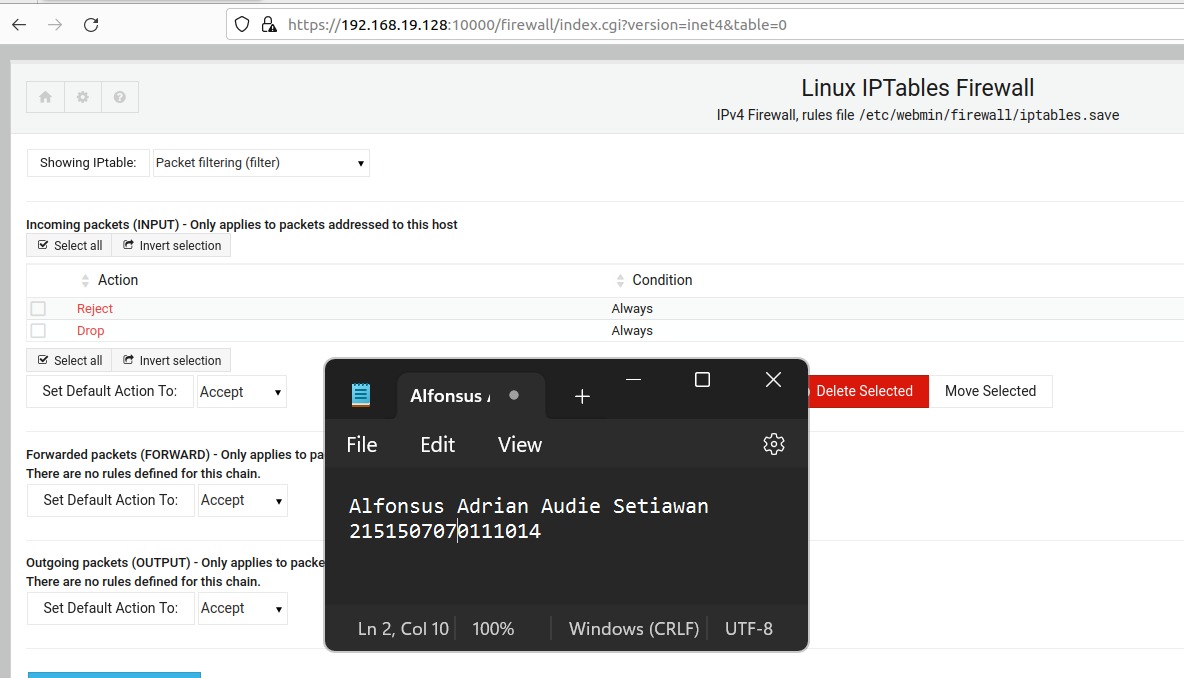 https://192.168.19.128:10000/firewall/index.cgi?version=inet4&table=0
Linux IPTables Firewall
IPv4 Firewall, rules file /etc/webmin/firewall/iptables.save
Showing IPtable: Packet filtering (filter)
Incoming packets (INPUT) - Only applies to packets addressed to this host
Select all Invert selection
Action Condition
Reject Always
Drop Always
Select all Invert selection
Set Default Action To: Accept Delete Selected Move Selected
Forwarded packets (FORWARD) - Only applies to pa
There are no rules defined for this chain.
Set Default Action To: Accept
Outgoing packets (OUTPUT) - Only applies to packe
There are no rules defined for this chain.
Set Default Action To: Accept
Alfonsus A
File Edit View
Alfonsus Adrian Audie Setiawan
2151507070111014
Ln 2, Col 10 100% Windows (CRLF) UTF-8